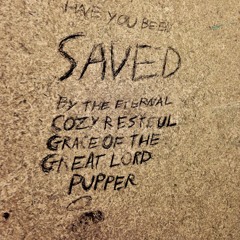 HAVE YOU BEEN
SAVED
BY THE ETERNAL
COZY RESTFUL
GRACE OF THE
GREAT LORD
PUPPER